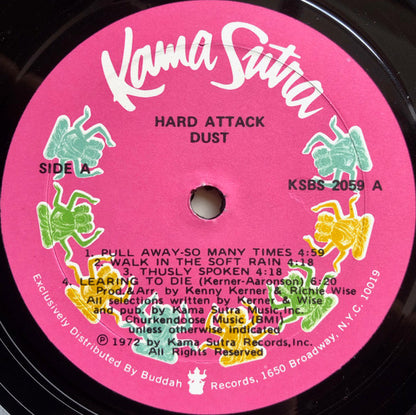 Kama Sutra
HARD ATTACK
DUST
SIDE A
KSBS 2059 A
1. PULL AWAY-SO MANY TIMES 4:59
2. WALK IN THE SOFT RAIN 4:18
3. THUSLY SPOKEN 4:18
4. LEARING TO DIE (Kerner-Aaronson) 6:20
Prod.& Arr. by Kenny Kerner & Richie Wise
All selections written by Kerner & Wise
and pub. by Kama Sutra Music,Inc.
Churkendoose Music (BMI)
unless otherwise indicated
℗ 1972 by Kama Sutra Records,Inc.
All Rights Reserved
Exclusively Distributed By Buddah Records, 1650 Broadway, N.Y.C. 10019